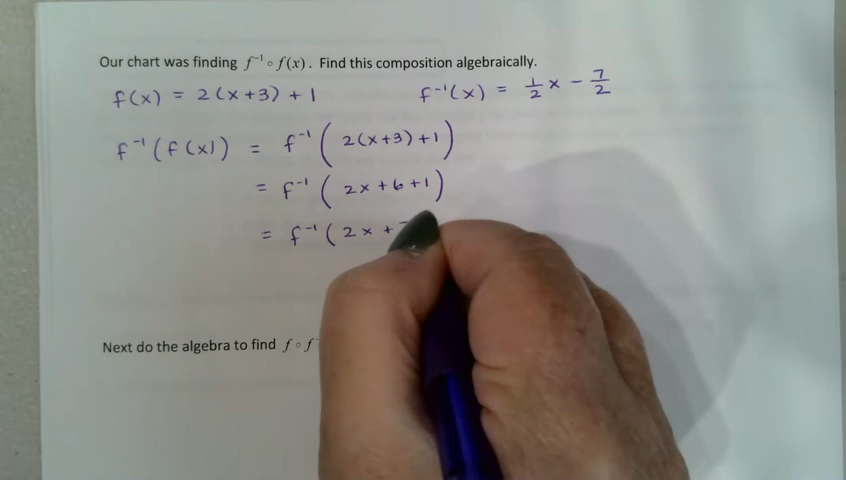 Our chart was finding f⁻¹ ∘ f(x). Find this composition algebraically.
f(x) = 2(x+3)+1 f⁻¹(x) = 1/2 x − 7/2
f⁻¹(f(x)) = f⁻¹(2(x+3)+1)
= f⁻¹(2x+6+1)
= f⁻¹(2x+
Next do the algebra to find f ∘ f